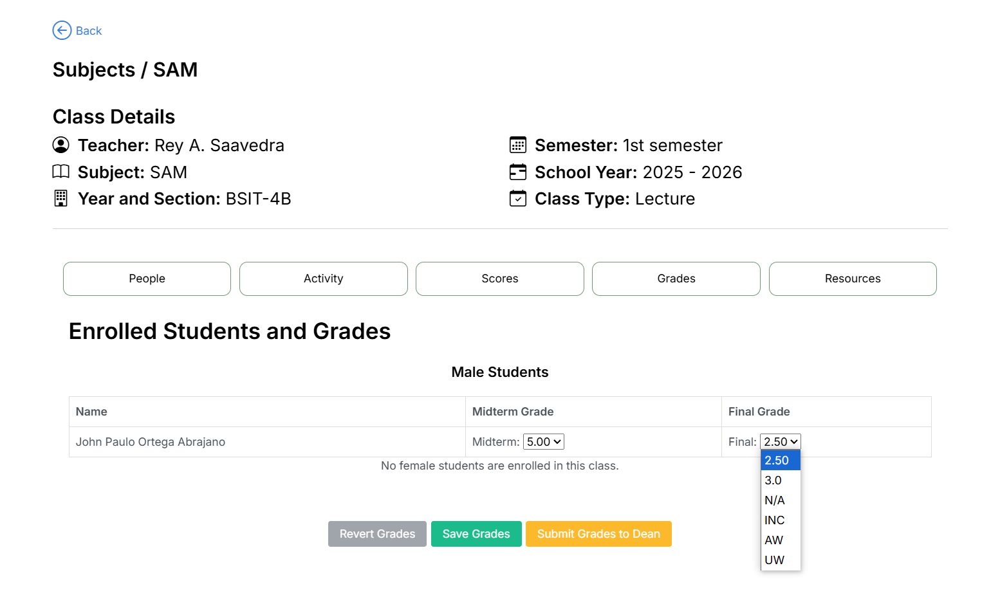 Back
Subjects / SAM
Class Details
Teacher: Rey A. Saavedra
Semester: 1st semester
Subject: SAM
School Year: 2025 - 2026
Year and Section: BSIT-4B
Class Type: Lecture
People
Activity
Scores
Grades
Resources
Enrolled Students and Grades
Male Students
Name
Midterm Grade
Final Grade
John Paulo Ortega Abrajano
Midterm: 5.00
Final: 2.50
2.50
3.0
N/A
INC
AW
UW
No female students are enrolled in this class.
Revert Grades
Save Grades
Submit Grades to Dean